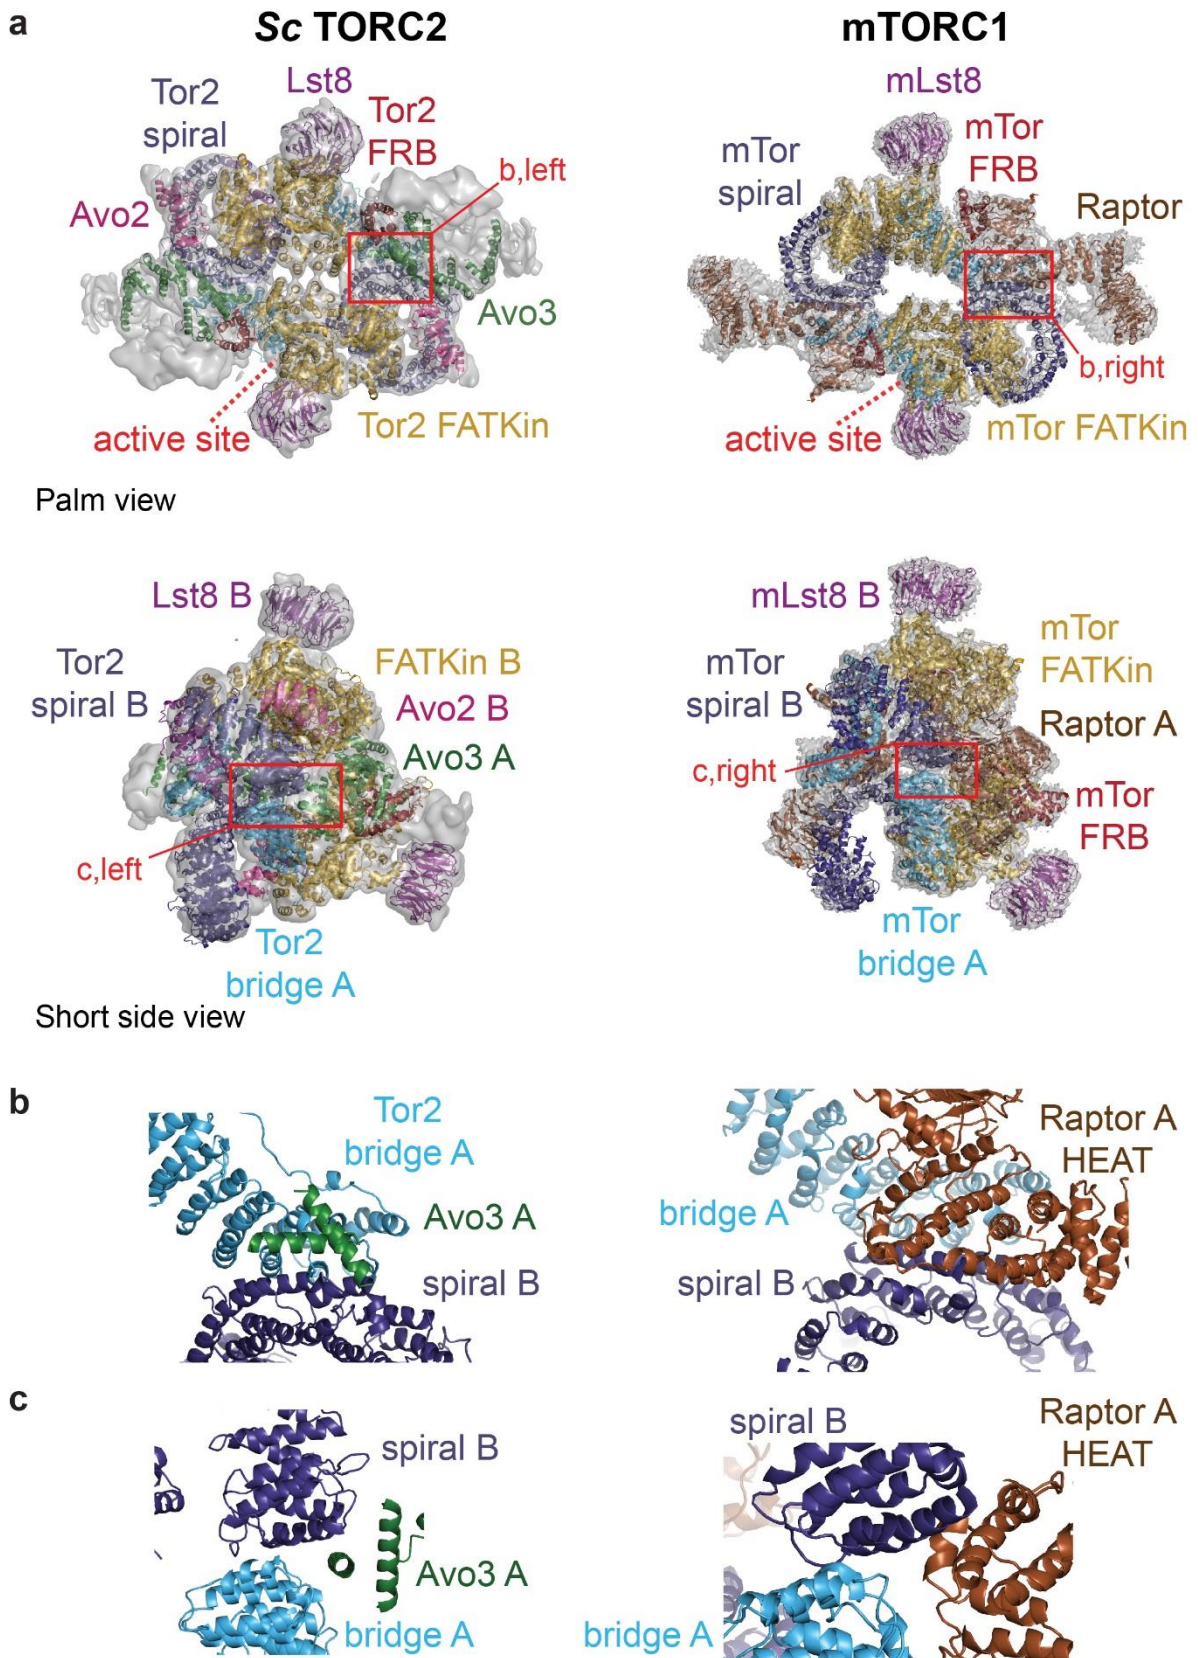 a
Sc TORC2
mTORC1
Lst8
Tor2
spiral
Tor2
FRB
b,left
Avo2
Avo3
active site
Tor2 FATKin
mLst8
mTor
spiral
mTor
FRB
Raptor
b,right
active site
mTor FATKin
Palm view
Lst8 B
Tor2
spiral B
FATKin B
Avo2 B
Avo3 A
c,left
Tor2
bridge A
mLst8 B
mTor
spiral B
mTor
FATKin
Raptor A
c,right
mTor
FRB
mTor
bridge A
Short side view
b
Tor2
bridge A
Avo3 A
spiral B
Raptor A
HEAT
bridge A
spiral B
c
spiral B
Avo3 A
bridge A
spiral B
Raptor A
HEAT
bridge A